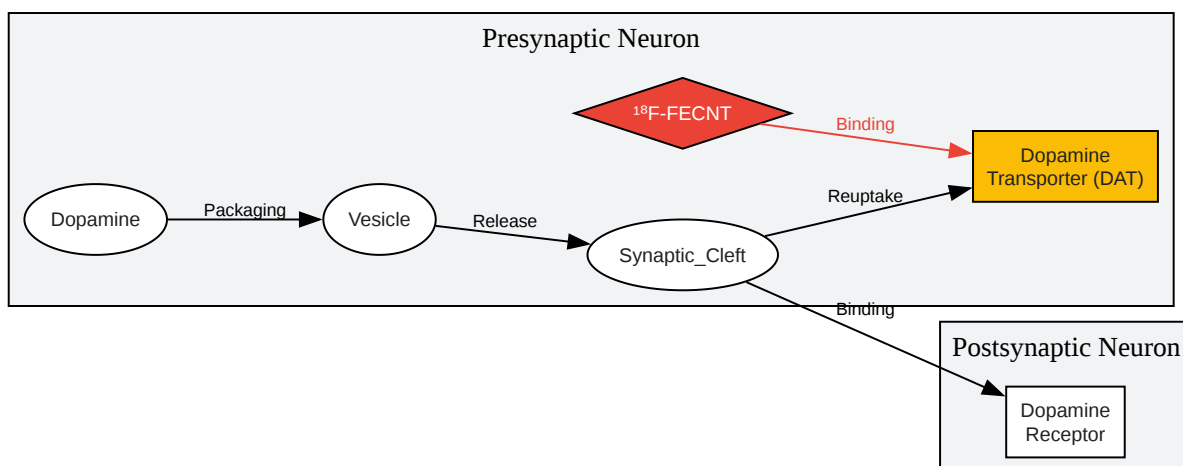 Presynaptic Neuron
¹⁸F-FECNT
Binding
Dopamine
Transporter (DAT)
Reuptake
Dopamine
Packaging
Vesicle
Release
Synaptic_Cleft
Binding
Postsynaptic Neuron
Dopamine
Receptor